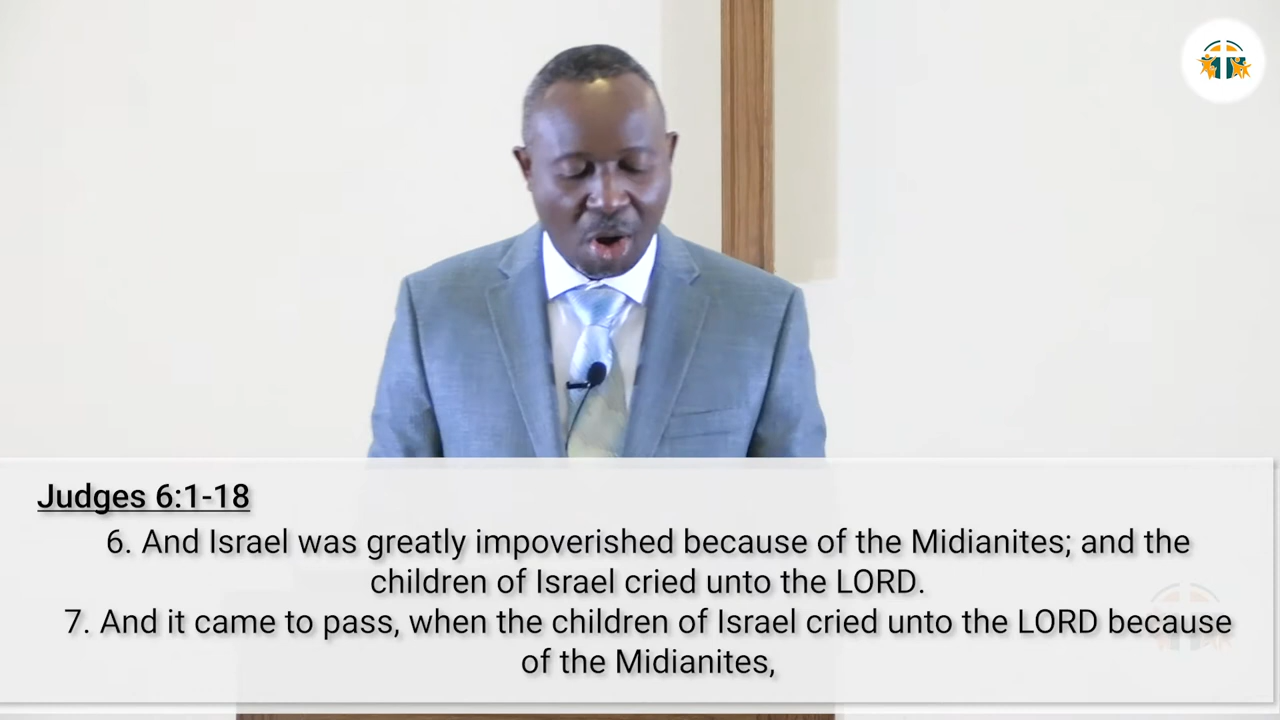 Judges 6:1-18
6. And Israel was greatly impoverished because of the Midianites; and the
children of Israel cried unto the LORD.
7. And it came to pass, when the children of Israel cried unto the LORD because
of the Midianites,